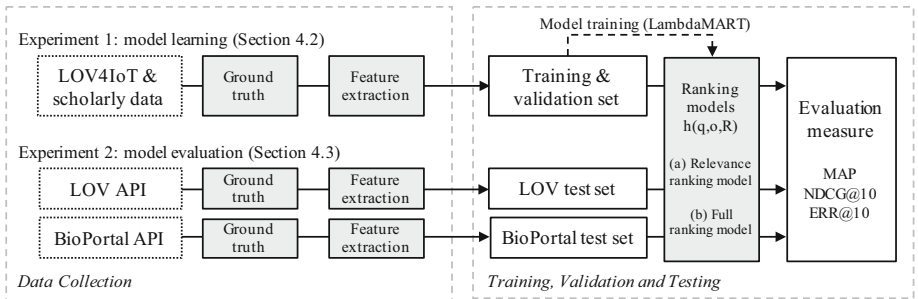 Model training (LambdaMART)
Experiment 1: model learning (Section 4.2)
LOV4IoT &
scholarly data
Ground
truth
Feature
extraction
Training &
validation set
Ranking
models
h(q,o,R)
(a) Relevance
ranking model
(b) Full
ranking model
Evaluation
measure
MAP
NDCG@10
ERR@10
Experiment 2: model evaluation (Section 4.3)
LOV API
Ground
truth
Feature
extraction
LOV test set
BioPortal API
Ground
truth
Feature
extraction
BioPortal test set
Data Collection
Training, Validation and Testing